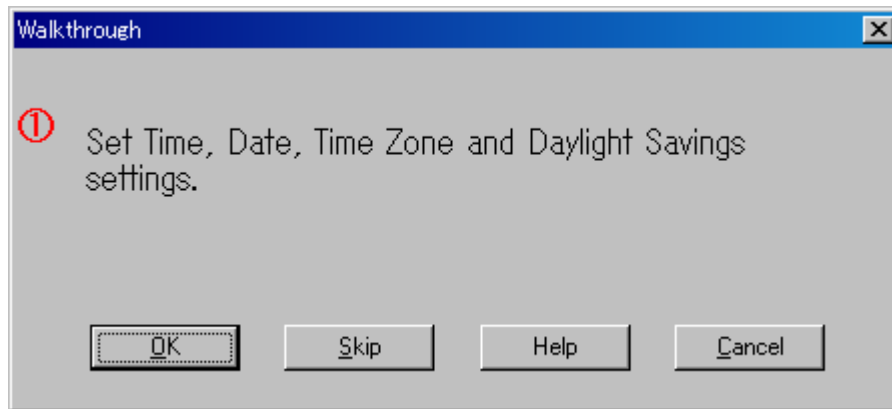 Walkthrough
①
Set Time, Date, Time Zone and Daylight Savings
settings.
OK
Skip
Help
Cancel